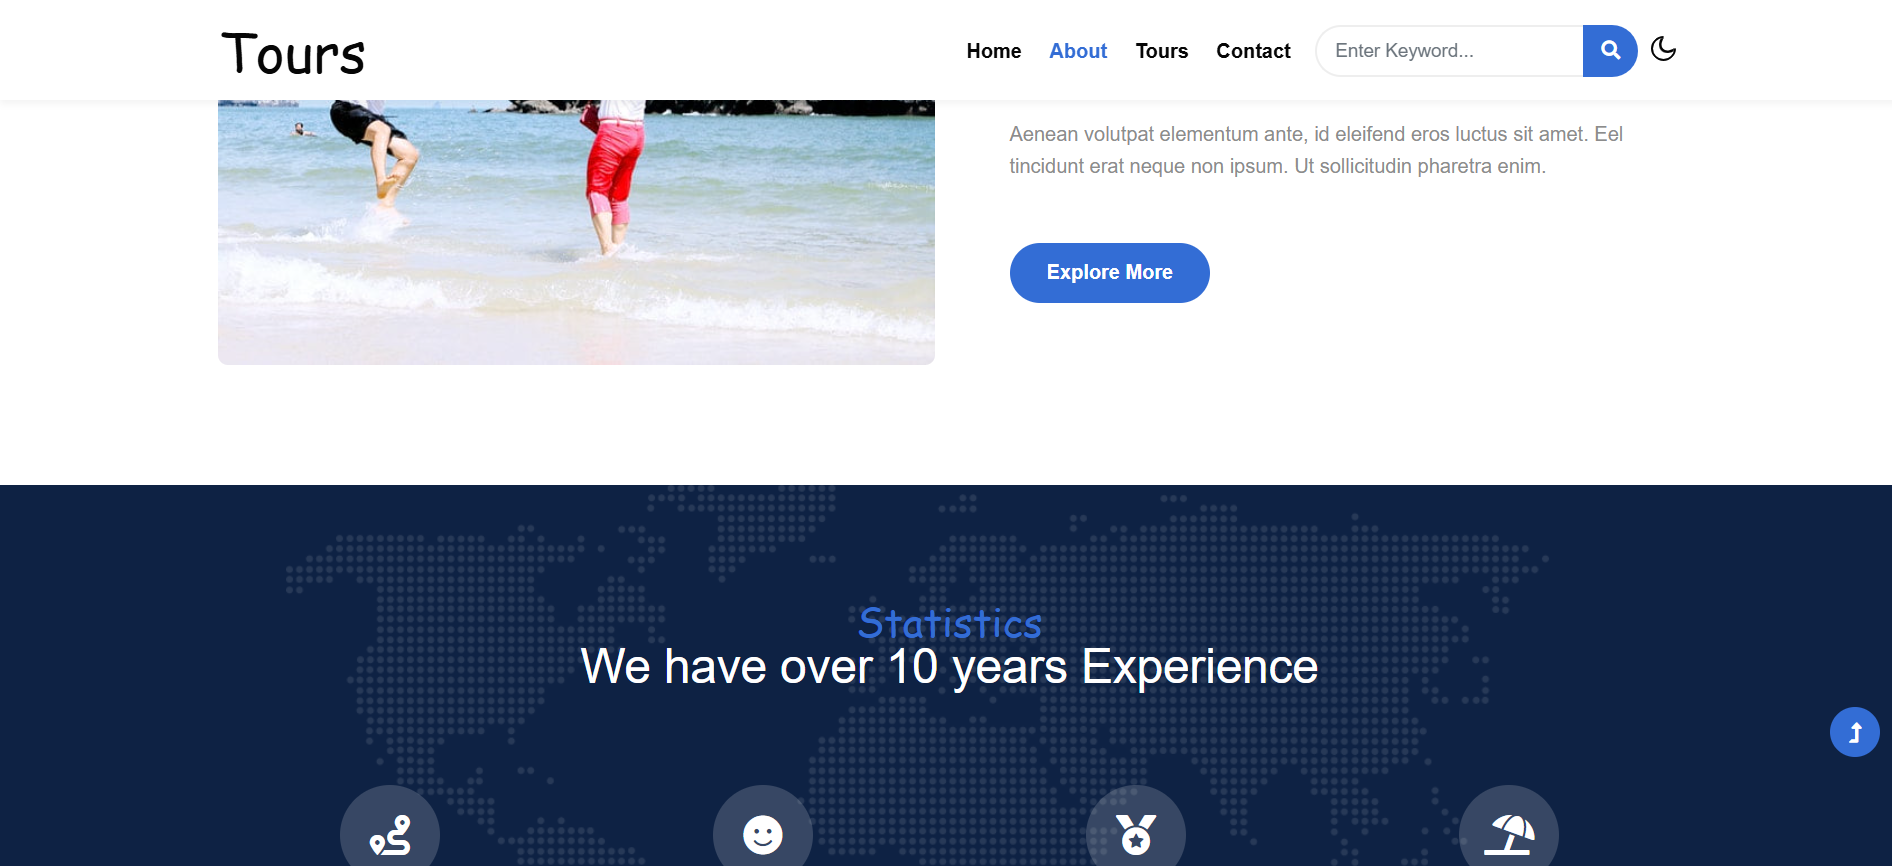 Tours
Home About Tours Contact Enter Keyword...
Aenean volutpat elementum ante, id eleifend eros luctus sit amet. Eel
tincidunt erat neque non ipsum. Ut sollicitudin pharetra enim.
Explore More
Statistics
We have over 10 years Experience